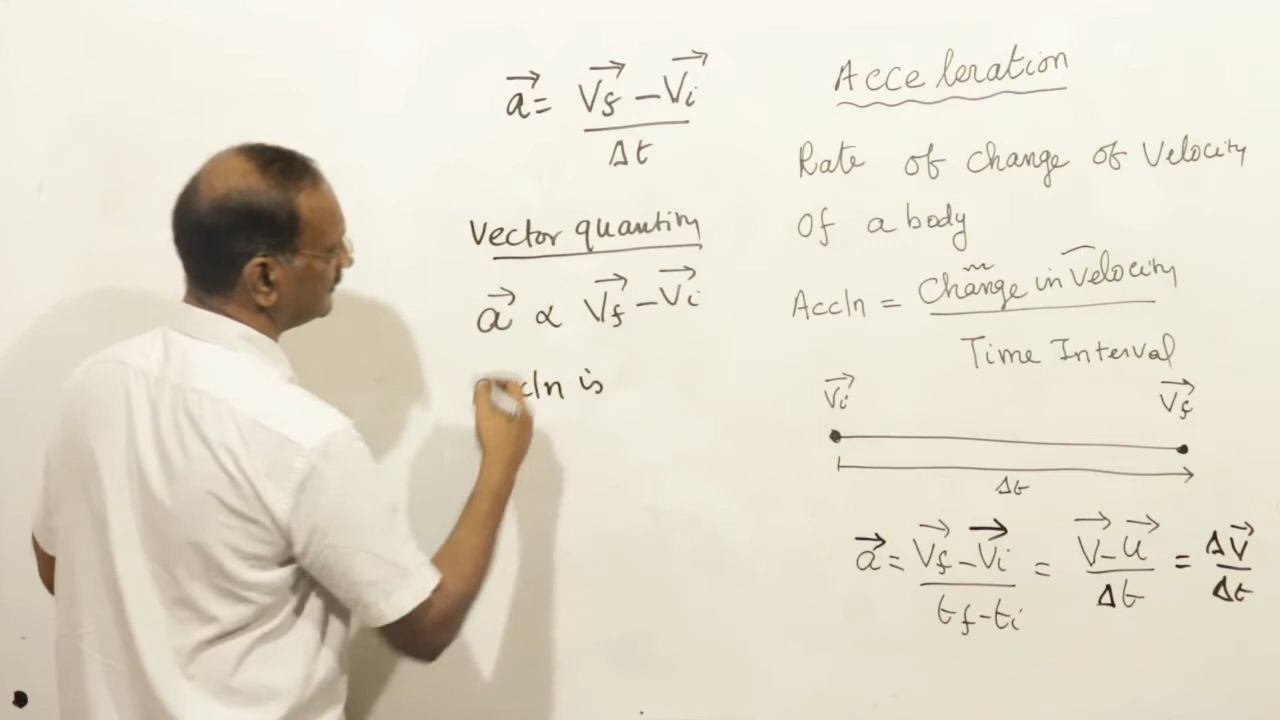 Acceleration
Rate of change of Velocity
of a body
Accln = Change in Velocity
Time Interval
V⃗i V⃗f
Δt
a⃗ = V⃗f - V⃗i / tf - ti = V⃗ - u⃗ / Δt = ΔV⃗ / Δt
a⃗ = V⃗f - V⃗i / Δt
Vector quantity
a⃗ ∝ V⃗f - V⃗i
is